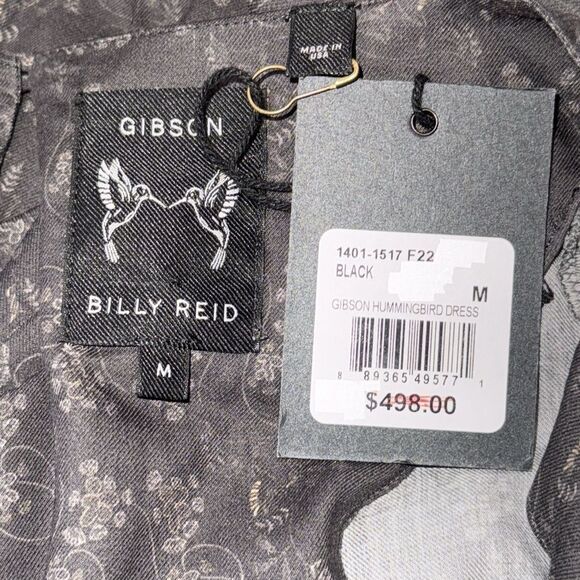 MADE IN
USA
GIBSON
BILLY REID
M
1401-1517 F22
BLACK
M
GIBSON HUMMINGBIRD DRESS
8 89365 49577 1
$498.00